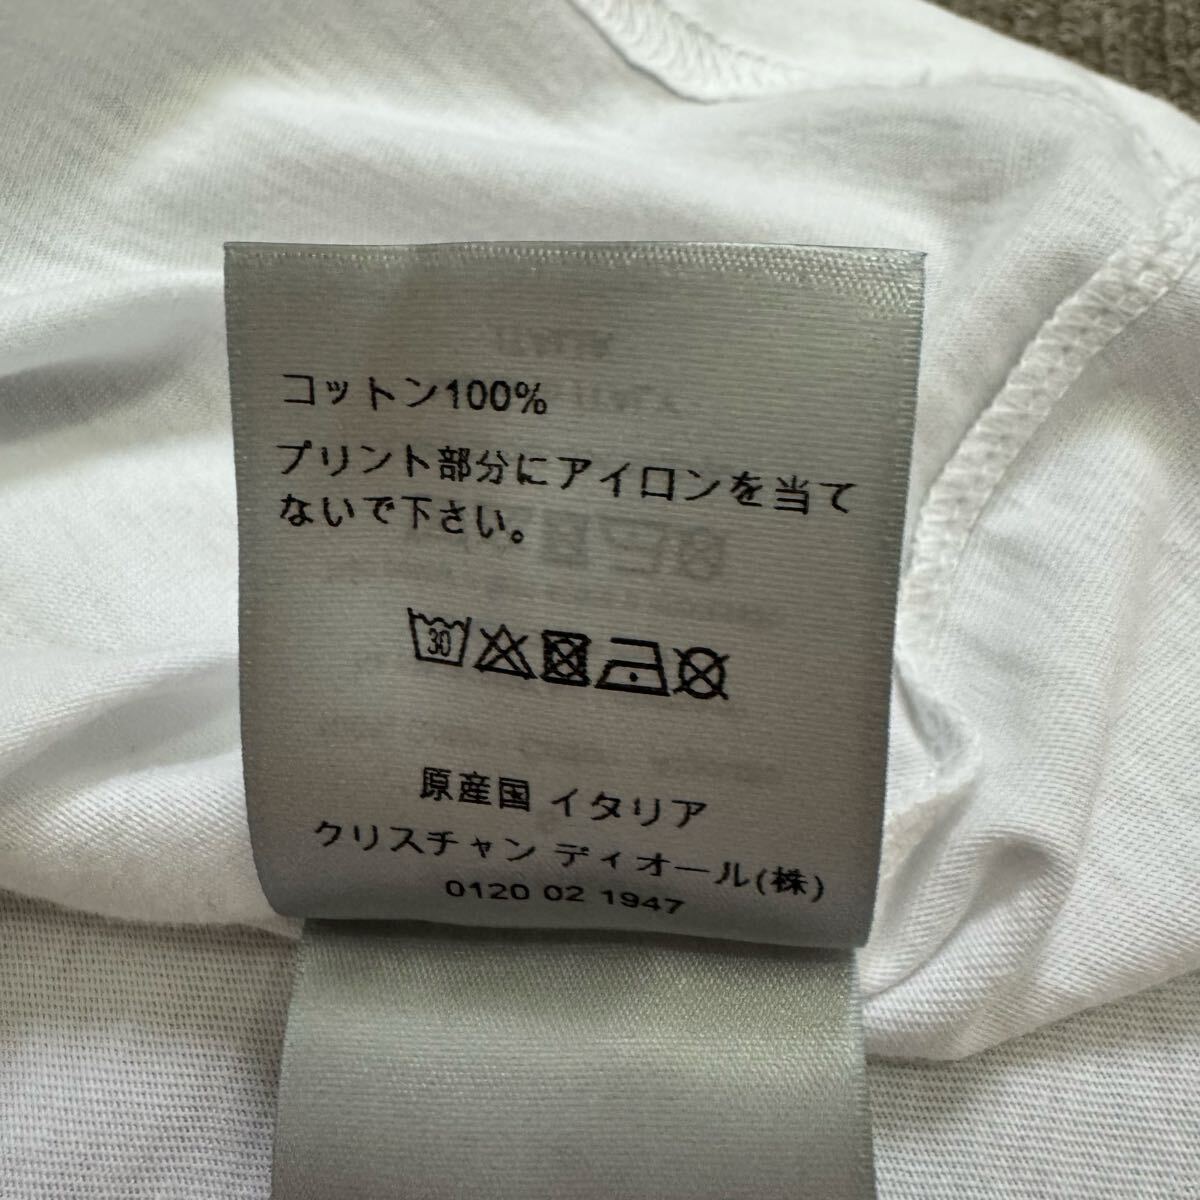 コットン100%
プリント部分にアイロンを当て
ないで下さい。
30
原産国 イタリア
クリスチャン ディオール(株)
0120 02 1947